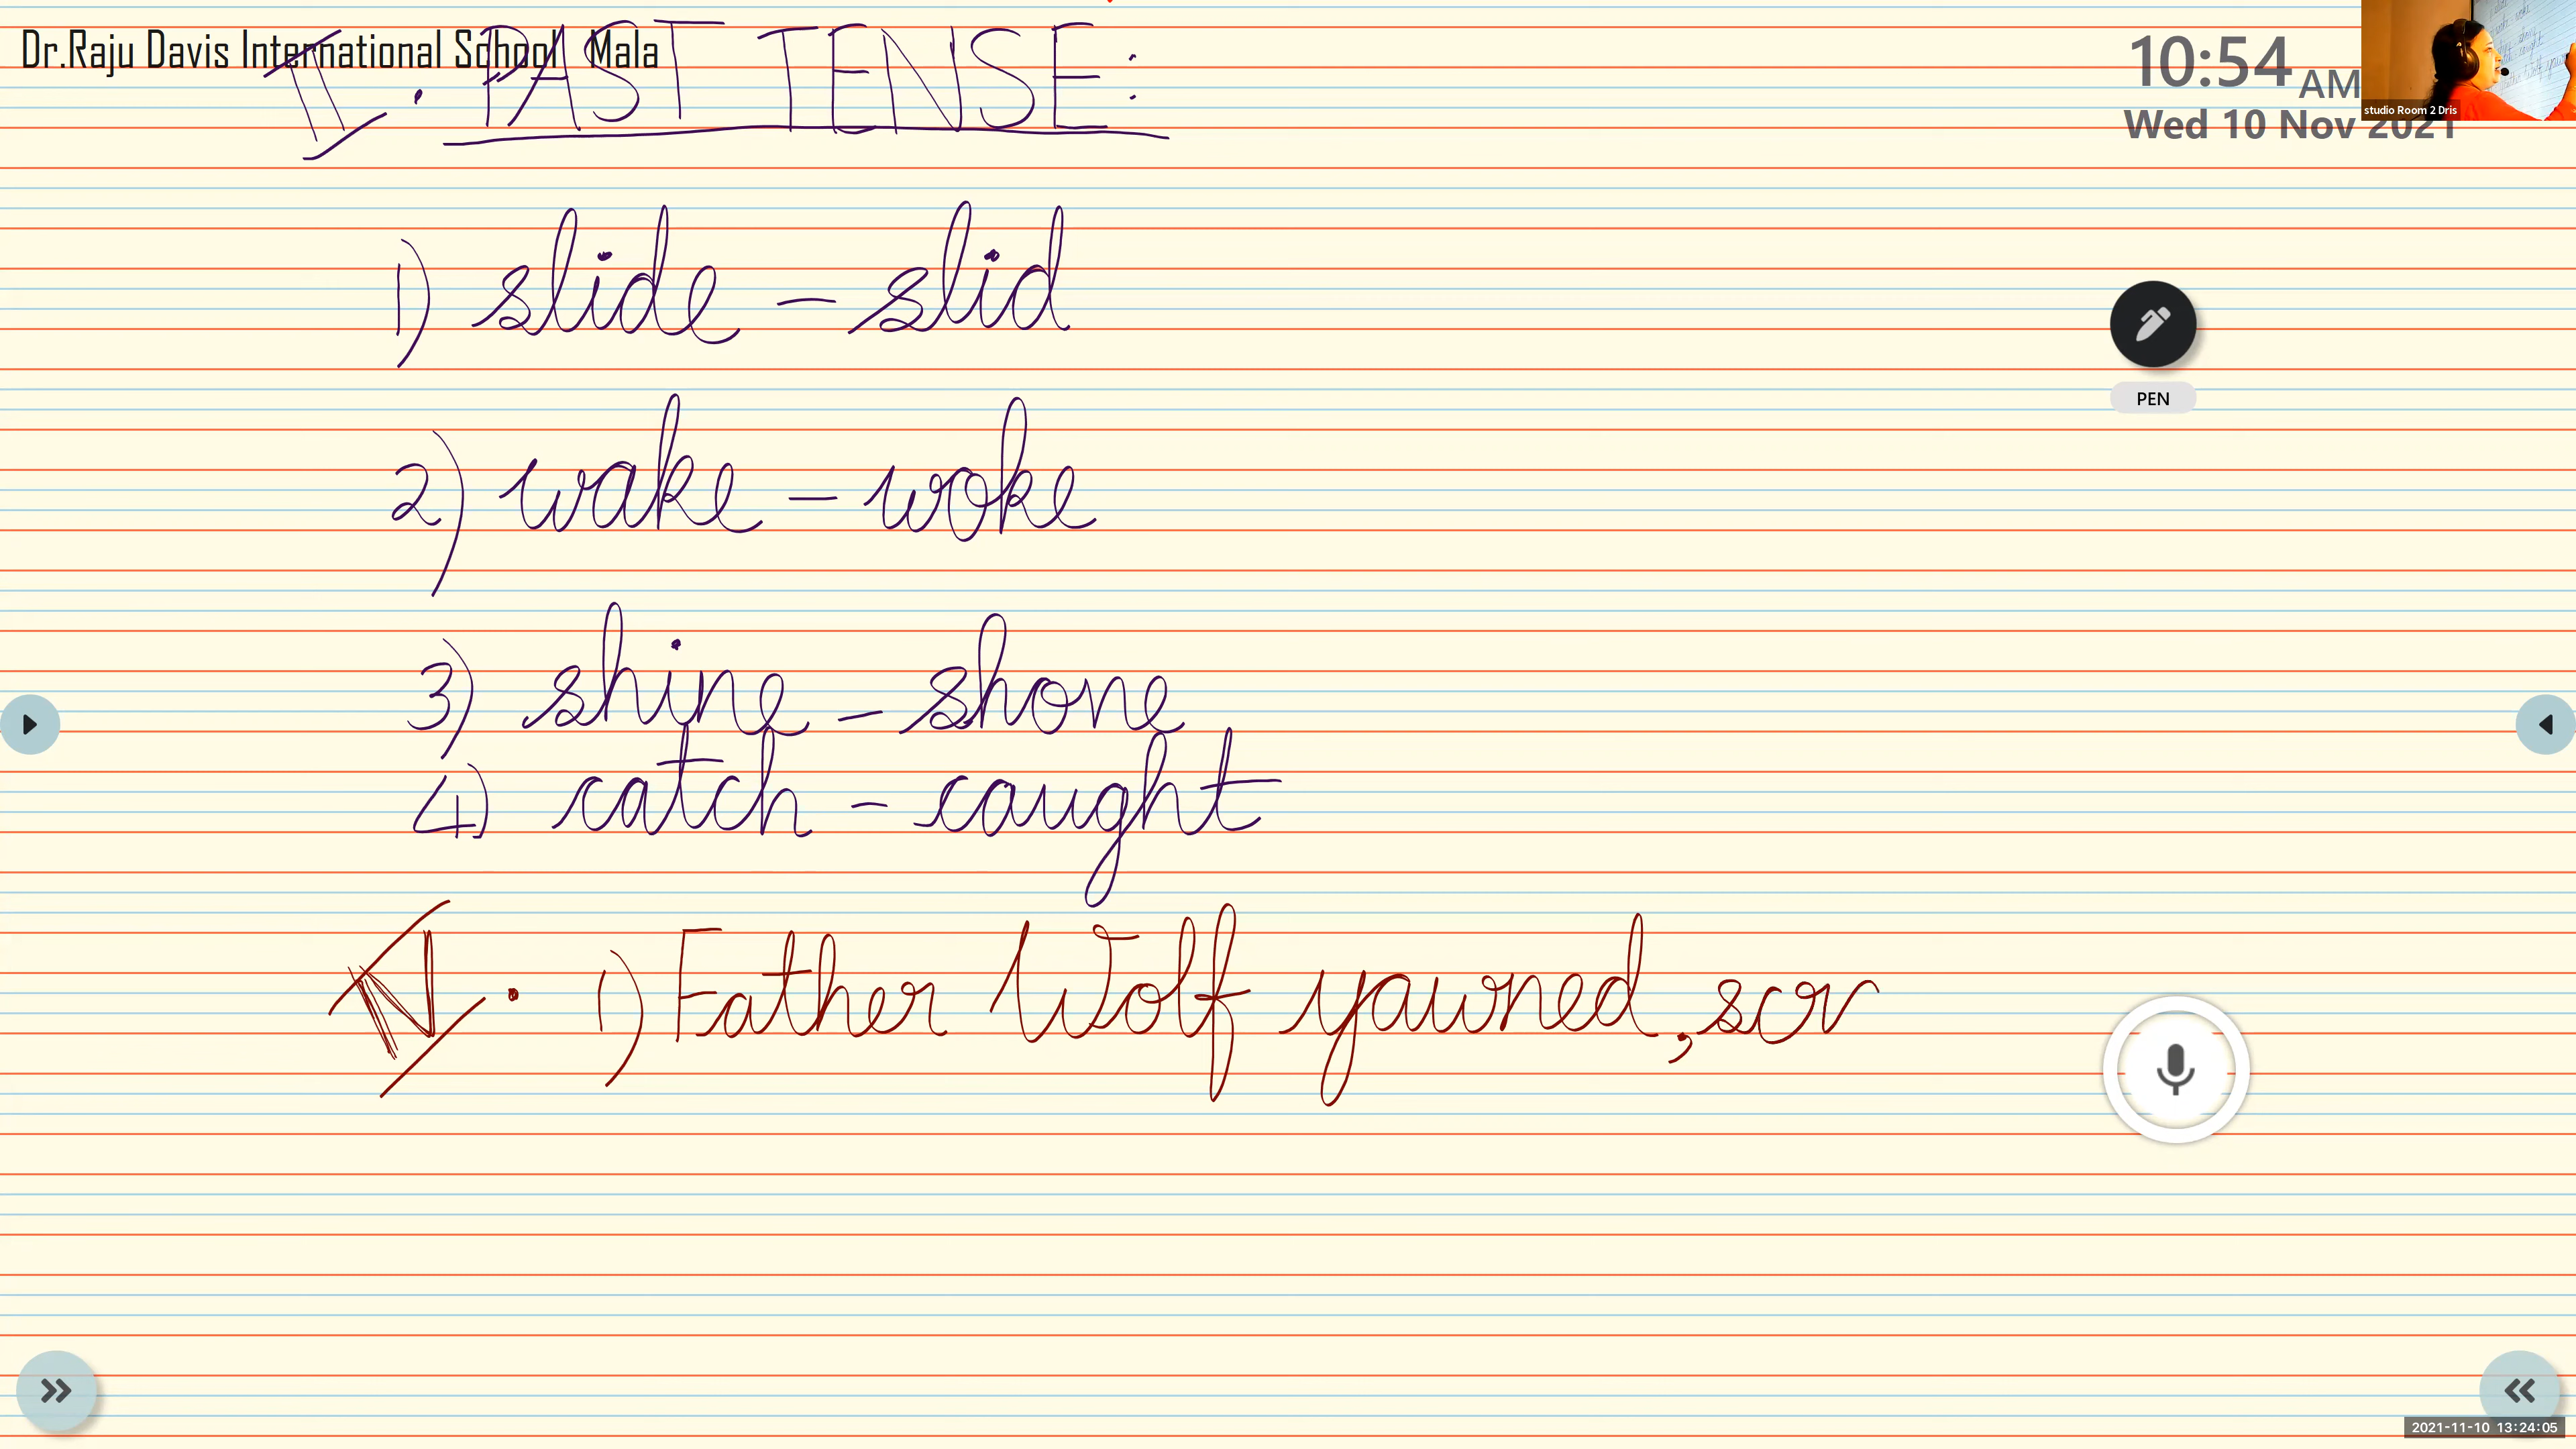 Dr.Raju Davis International School Mala
10:54 AM
Wed 10 Nov 2021
studio Room 2 Dris
II. PAST TENSE:
1) slide - slid
PEN
2) wake - woke
3) shine - shone
4) catch - caught
IV. 1) Father Wolf yawned, scr
2021-11-10 13:24:05